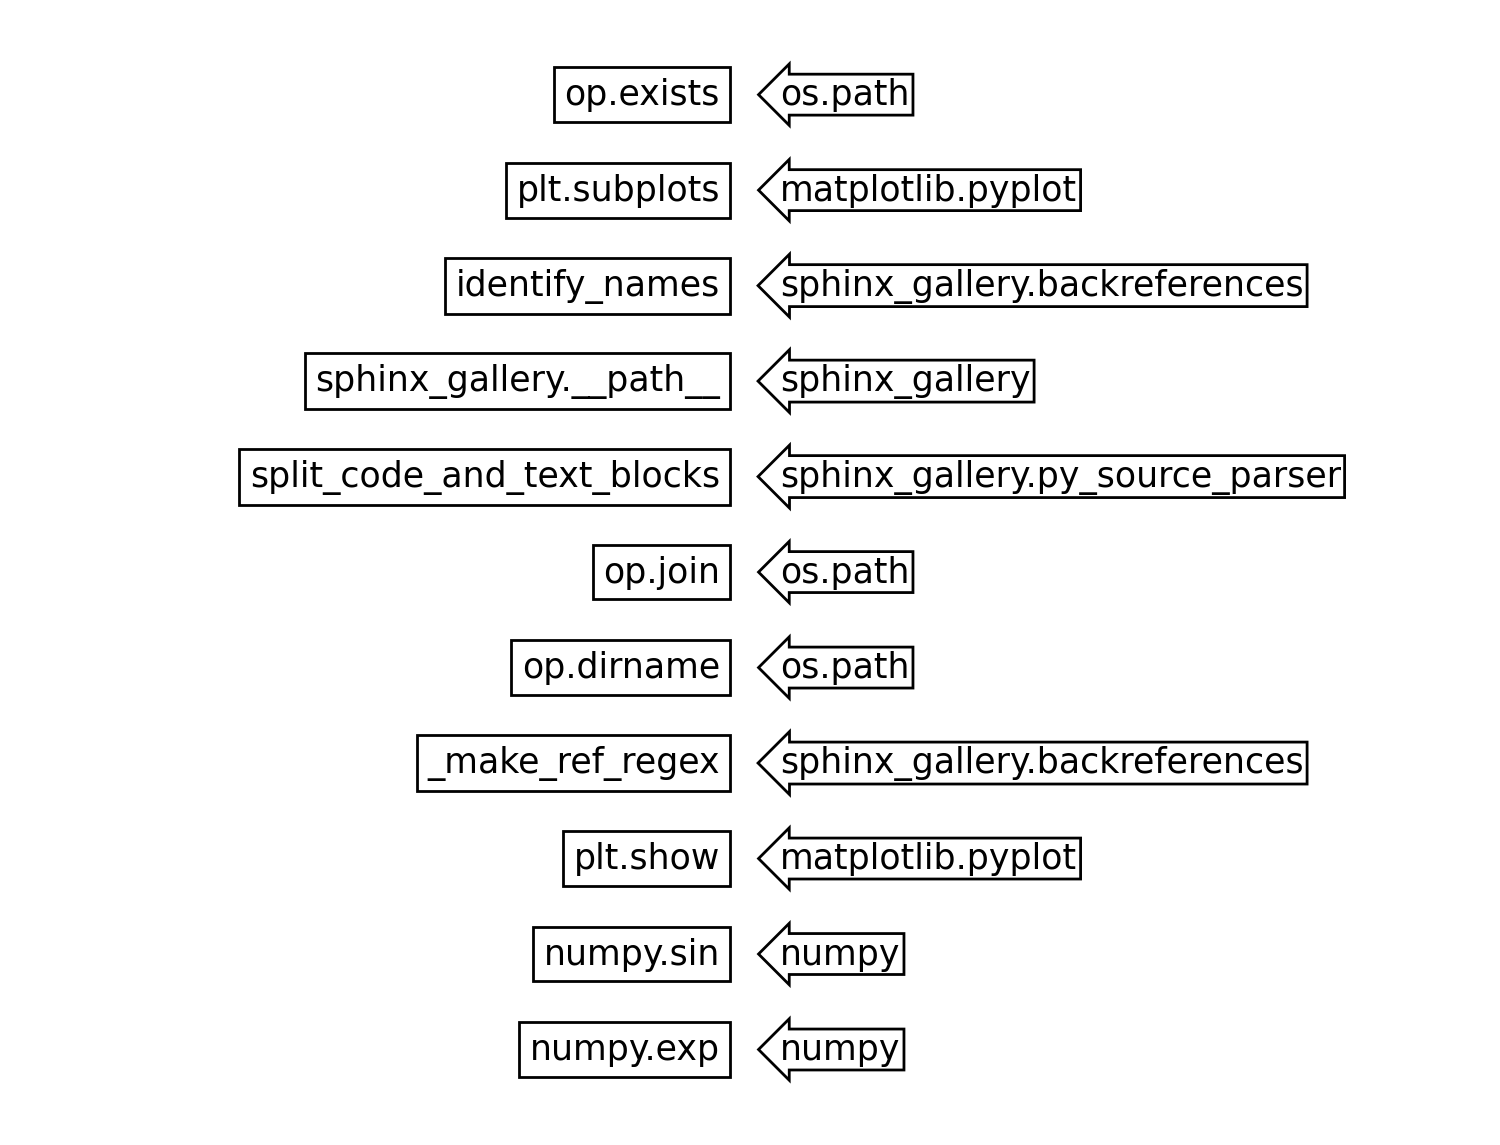 op.exists os.path
plt.subplots matplotlib.pyplot
identify_names sphinx_gallery.backreferences
sphinx_gallery.__path__ sphinx_gallery
split_code_and_text_blocks sphinx_gallery.py_source_parser
op.join os.path
op.dirname os.path
_make_ref_regex sphinx_gallery.backreferences
plt.show matplotlib.pyplot
numpy.sin numpy
numpy.exp numpy